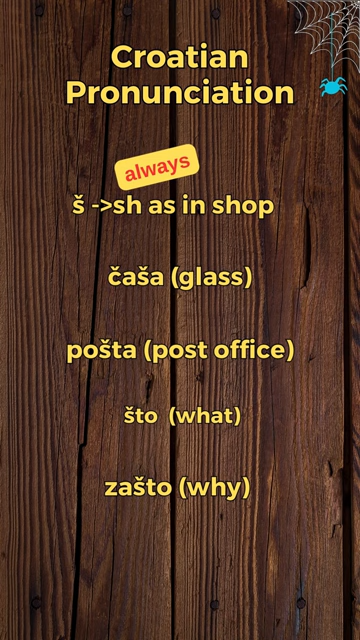 Croatian
Pronunciation
always
š ->sh as in shop
čaša (glass)
pošta (post office)
što  (what)
zašto (why)